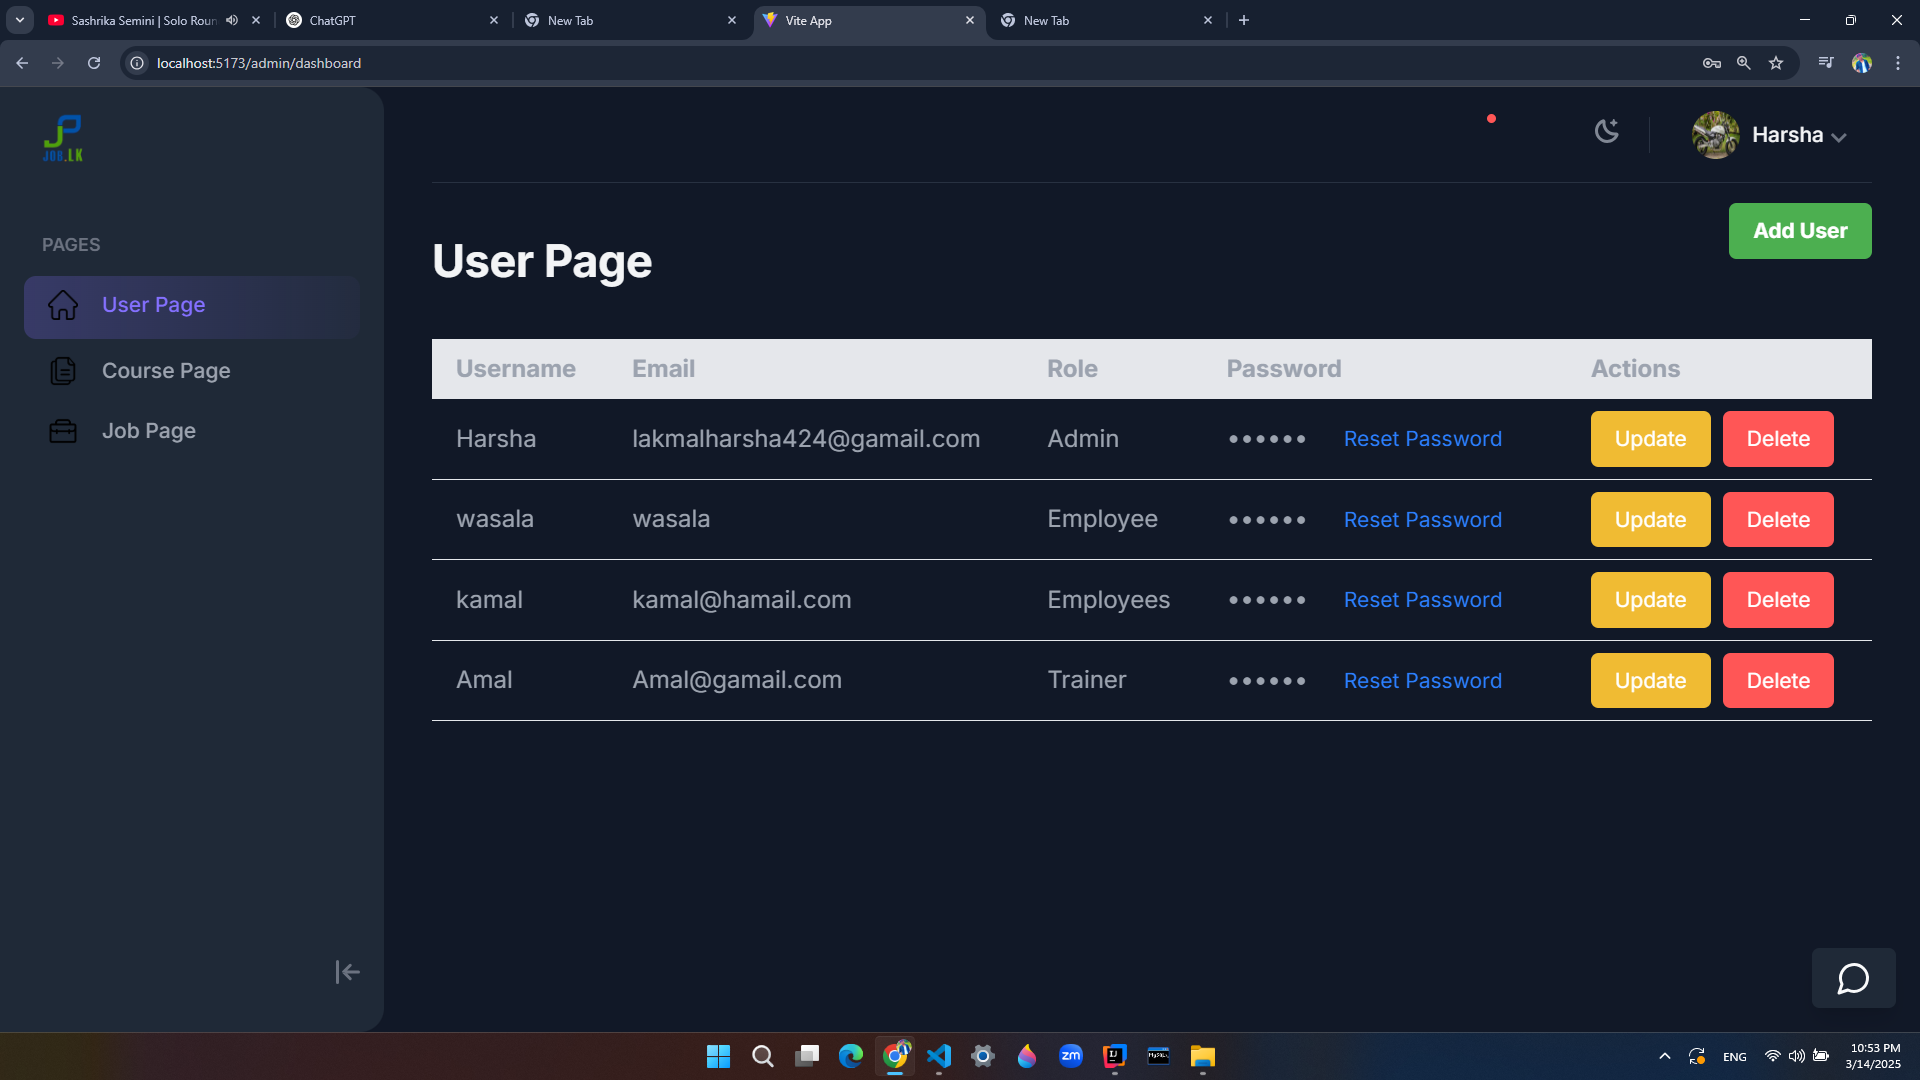 Sashrika Semini | Solo Roun
ChatGPT
New Tab
Vite App
New Tab
localhost:5173/admin/dashboard
JOB.LK
Harsha
Add User
User Page
PAGES
User Page
Course Page
Job Page
Username Email Role Password Actions
Harsha lakmalharsha424@gamail.com Admin •••••• Reset Password Update Delete
wasala wasala Employee •••••• Reset Password Update Delete
kamal kamal@hamail.com Employees •••••• Reset Password Update Delete
Amal Amal@gamail.com Trainer •••••• Reset Password Update Delete
zm
IJ
MySQL
ENG
10:53 PM
3/14/2025